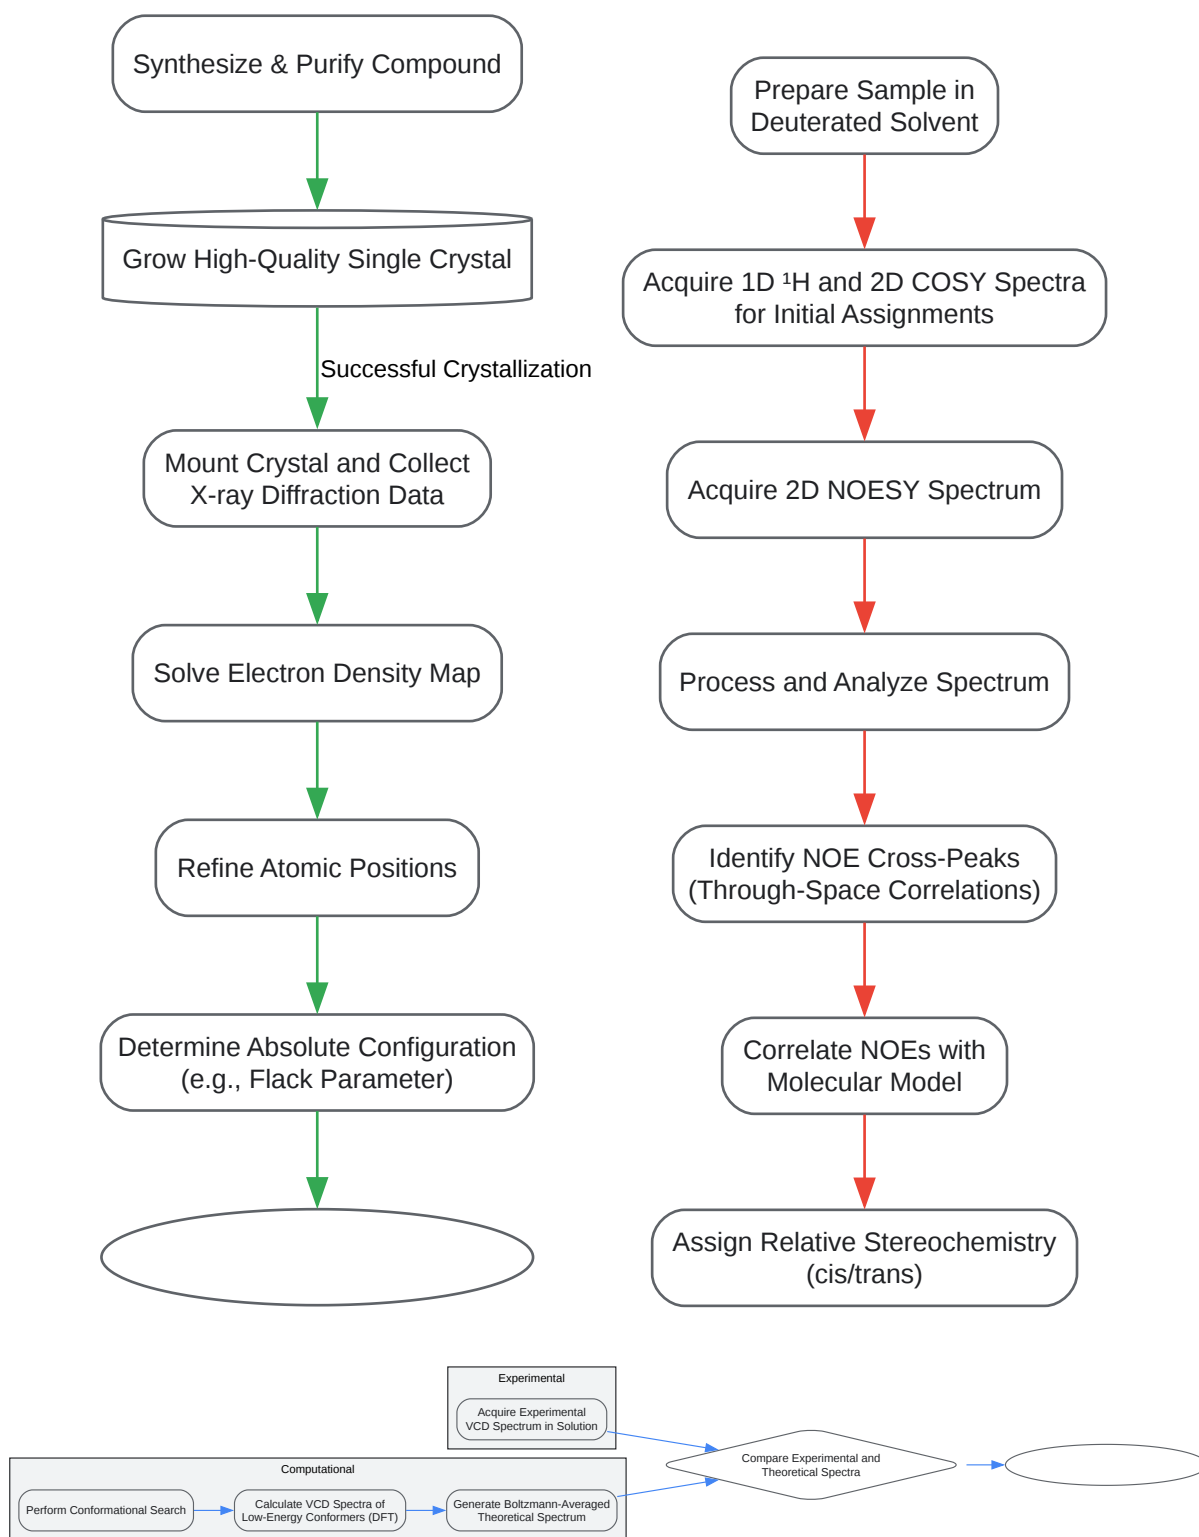 Synthesize & Purify Compound
Grow High-Quality Single Crystal
Successful Crystallization
Mount Crystal and Collect
X-ray Diffraction Data
Solve Electron Density Map
Refine Atomic Positions
Determine Absolute Configuration
(e.g., Flack Parameter)
Prepare Sample in
Deuterated Solvent
Acquire 1D ¹H and 2D COSY Spectra
for Initial Assignments
Acquire 2D NOESY Spectrum
Process and Analyze Spectrum
Identify NOE Cross-Peaks
(Through-Space Correlations)
Correlate NOEs with
Molecular Model
Assign Relative Stereochemistry
(cis/trans)
Experimental
Acquire Experimental
VCD Spectrum in Solution
Computational
Perform Conformational Search
Calculate VCD Spectra of
Low-Energy Conformers (DFT)
Generate Boltzmann-Averaged
Theoretical Spectrum
Compare Experimental and
Theoretical Spectra